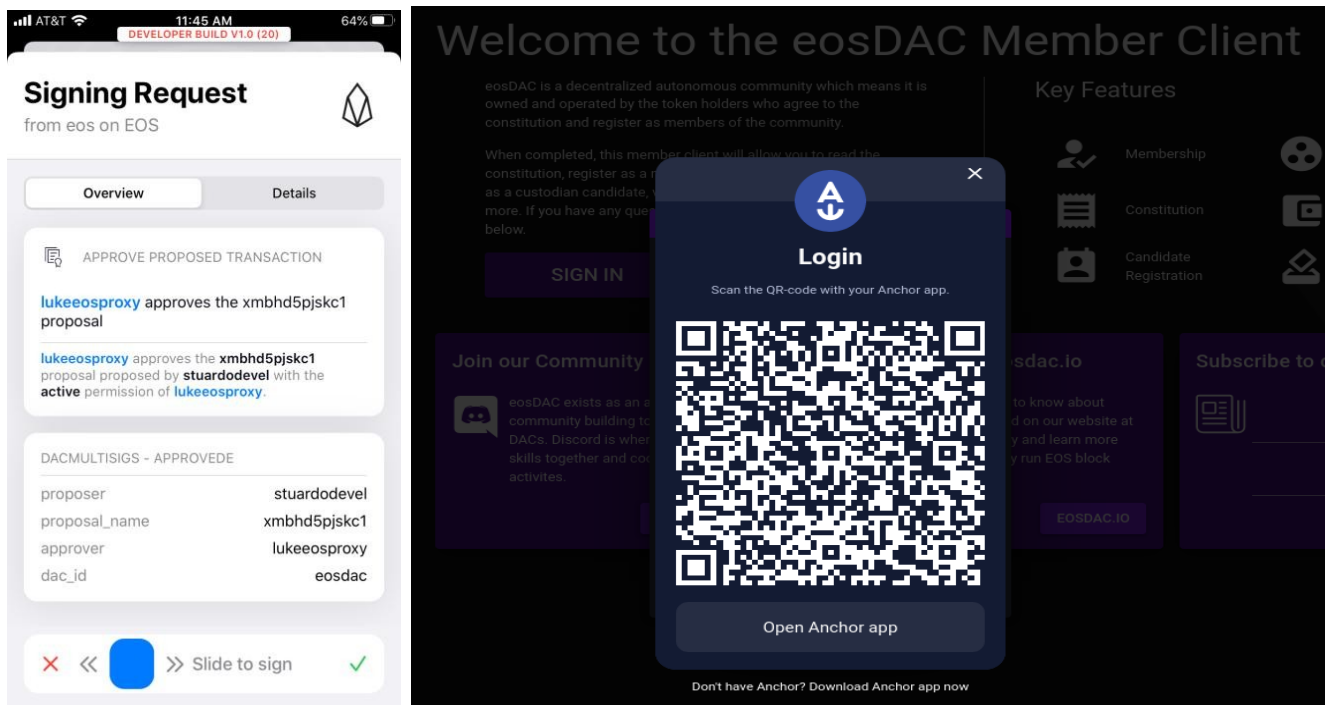 AT&T 11:45 AM 64%
DEVELOPER BUILD V1.0 (20)
Signing Request
from eos on EOS
Overview Details
APPROVE PROPOSED TRANSACTION
lukeeosproxy approves the xmbhd5pjskc1
proposal
lukeeosproxy approves the xmbhd5pjskc1
proposal proposed by stuardodevel with the
active permission of lukeeosproxy.
DACMULTISIGS - APPROVEDE
proposer stuardodevel
proposal_name xmbhd5pjskc1
approver lukeeosproxy
dac_id eosdac
Slide to sign
Welcome to the eosDAC Member Client
eosDAC is a decentralized autonomous community which means it is
owned and operated by the token holders who agree to the
constitution and register as members of the community.
When completed, this member client will allow you to read the
constitution, register as a
as a custodian candidate,
more. If you have any
below.
SIGN IN
Key Features
Membership
Constitution
Candidate
Registration
Login
Scan the QR-code with your Anchor app.
Open Anchor app
Don't have Anchor? Download Anchor app now
Join our Community
eosDAC exists as an
community building
DACs. Discord is
skills together and
activites.
to know about
on our website at
and learn more
run EOS block
EOSDAC.IO
Subscribe to